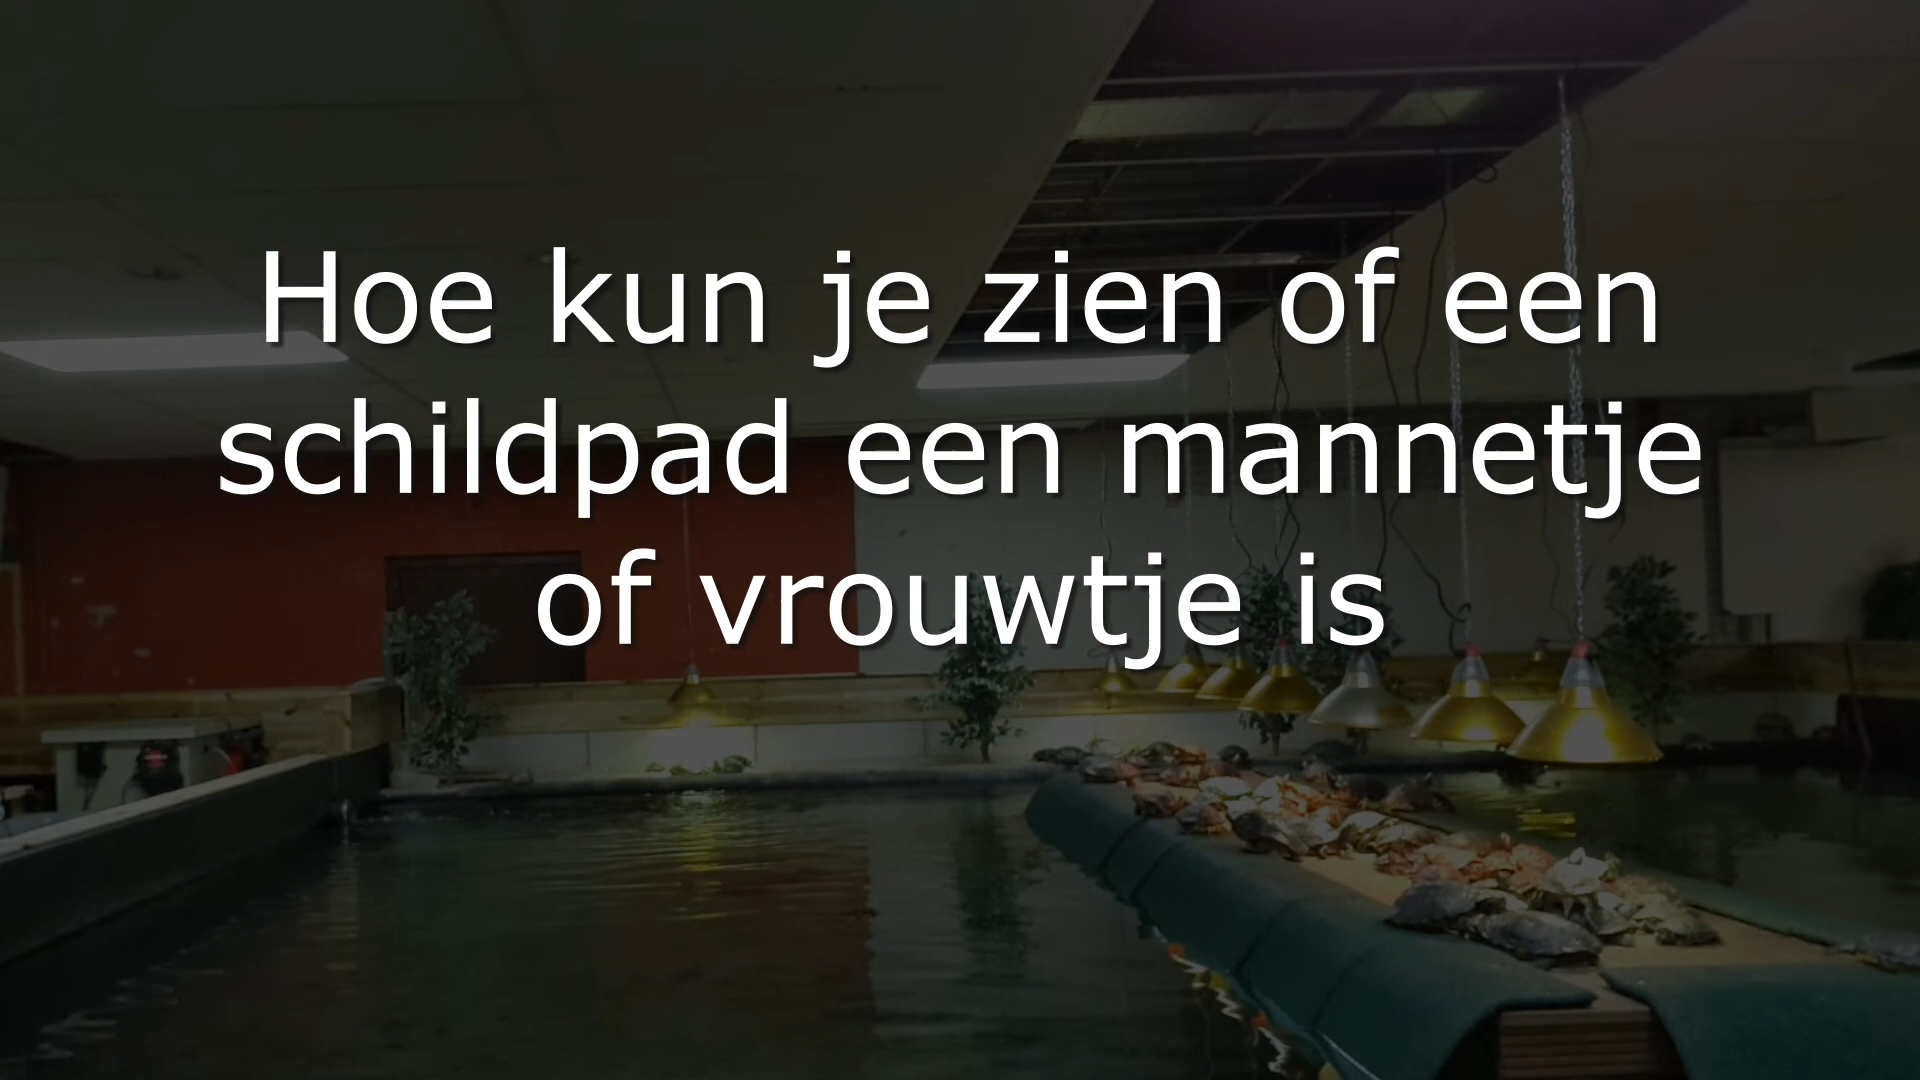 Hoe kun je zien of een
schildpad een mannetje
of vrouwtje is